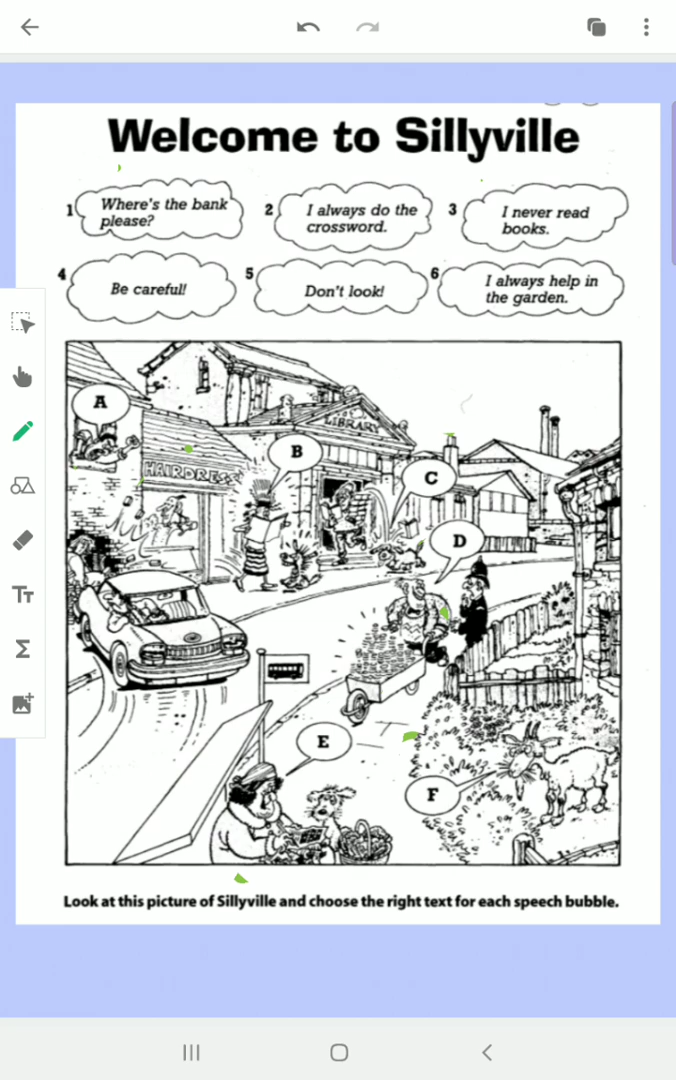 Welcome to Sillyville
1 Where's the bank
please?
2 I always do the
crossword.
3 I never read
books.
4 Be careful!
5 Don't look!
6 I always help in
the garden.
A
LIBRARY
B
C
HAIRDRESS
D
E
F
Look at this picture of Sillyville and choose the right text for each speech bubble.
Tт
Σ